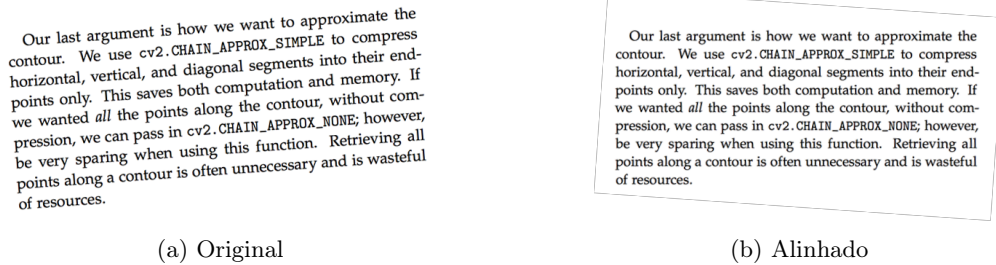 Our last argument is how we want to approximate the
contour. We use cv2.CHAIN_APPROX_SIMPLE to compress
horizontal, vertical, and diagonal segments into their end-
points only. This saves both computation and memory. If
we wanted all the points along the contour, without com-
pression, we can pass in cv2.CHAIN_APPROX_NONE; however,
be very sparing when using this function. Retrieving all
points along a contour is often unnecessary and is wasteful
of resources.
(a) Original
Our last argument is how we want to approximate the
contour. We use cv2.CHAIN_APPROX_SIMPLE to compress
horizontal, vertical, and diagonal segments into their end-
points only. This saves both computation and memory. If
we wanted all the points along the contour, without com-
pression, we can pass in cv2.CHAIN_APPROX_NONE; however,
be very sparing when using this function. Retrieving all
points along a contour is often unnecessary and is wasteful
of resources.
(b) Alinhado